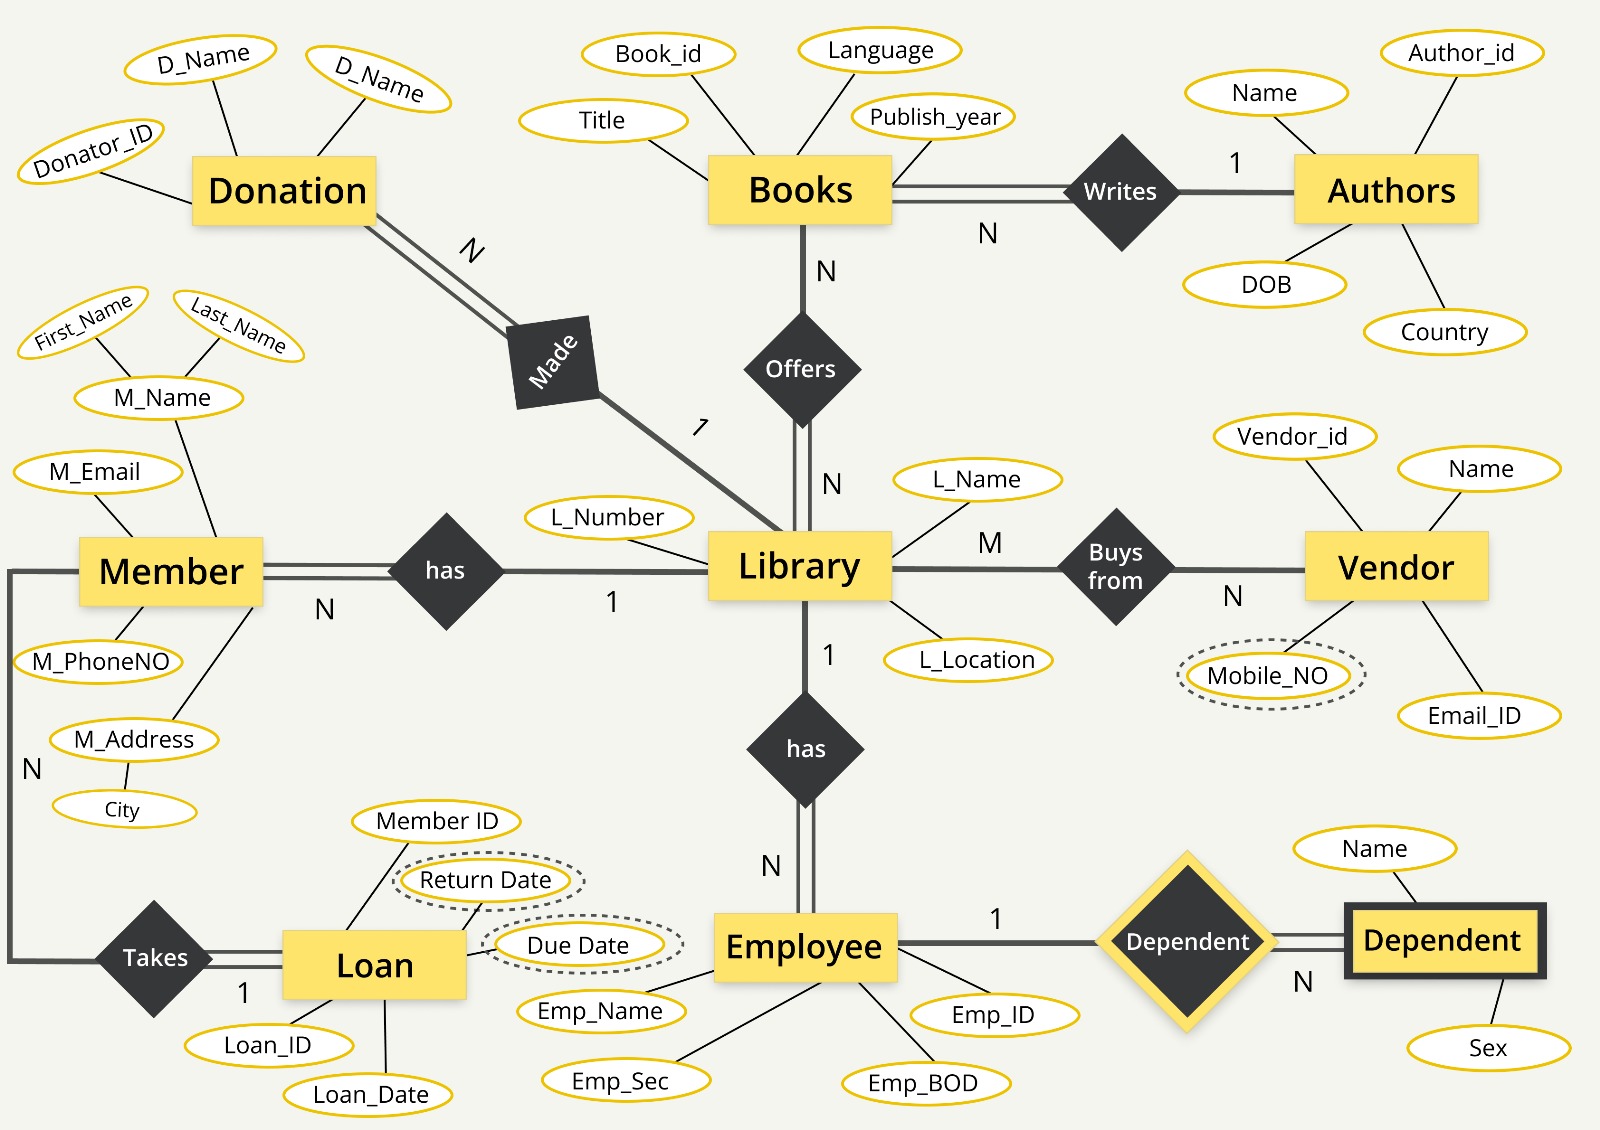 D_Name
D_Name
Donator_ID
Donation
Book_id
Language
Title
Publish_year
Books
N
Writes
1
Name
Author_id
Authors
DOB
Country
N
Made
1
N
Offers
N
First_Name
Last_Name
M_Name
M_Email
Member
M_PhoneNO
M_Address
City
N
has
1
L_Number
L_Name
Library
L_Location
M
Buys
from
N
Vendor_id
Name
Vendor
Mobile_NO
Email_ID
1
has
N
N
Takes
1
Member ID
Return Date
Due Date
Loan
Loan_ID
Loan_Date
Employee
Emp_Name
Emp_ID
Emp_Sec
Emp_BOD
1
Dependent
N
Name
Dependent
Sex